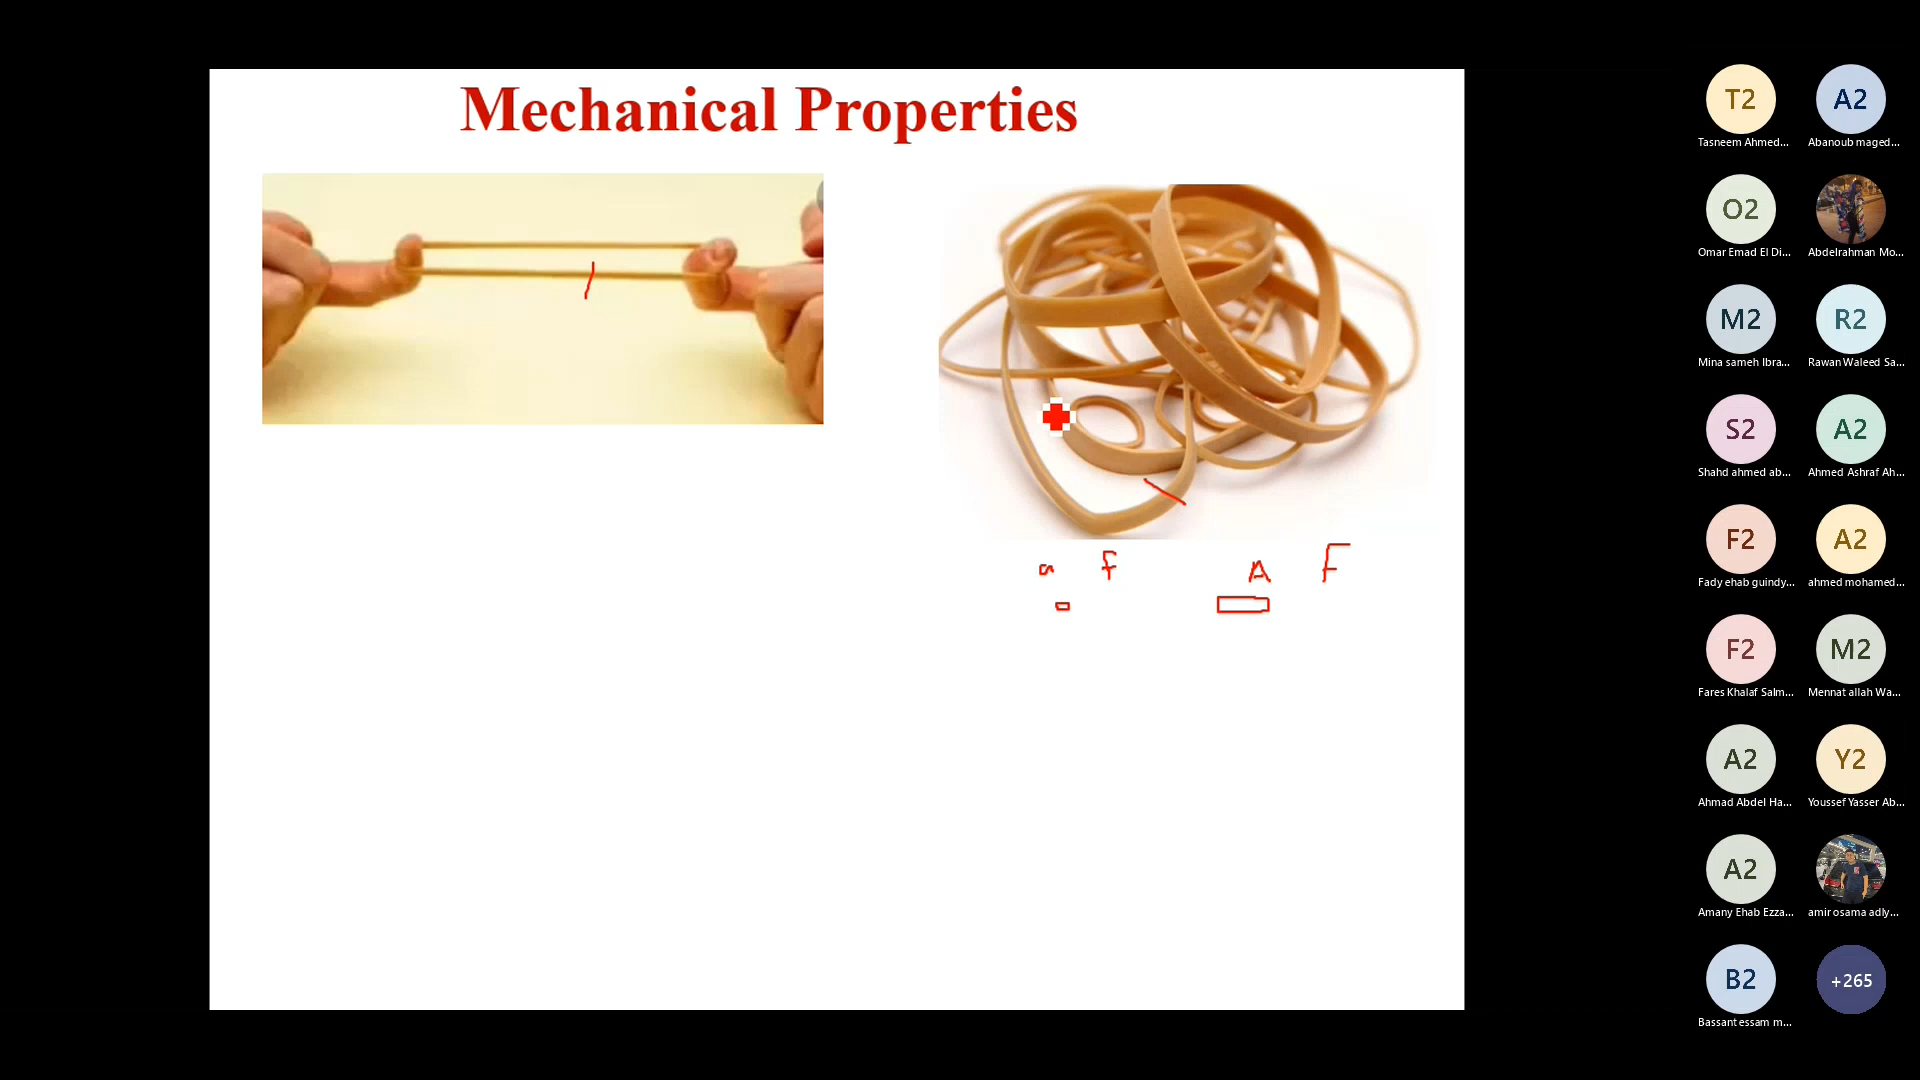 Mechanical Properties
a f A F
T2 A2
Tasneem Ahmed... Abanoub maged...
O2
Omar Emad El Di... Abdelrahman Mo...
M2 R2
Mina sameh Ibra... Rawan Waleed Sa...
S2 A2
Shahd ahmed ab... Ahmed Ashraf Ah...
F2 A2
Fady ehab guindy... ahmed mohamed...
F2 M2
Fares Khalaf Salm... Mennat allah Wa...
A2 Y2
Ahmad Abdel Ha... Youssef Yasser Ab...
A2
Amany Ehab Ezza... amir osama adly...
B2 +265
Bassant essam m...